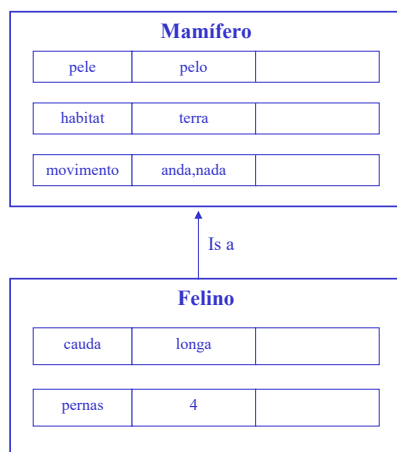 Mamífero
pele pelo
habitat terra
movimento anda,nada
Is a
Felino
cauda longa
pernas 4